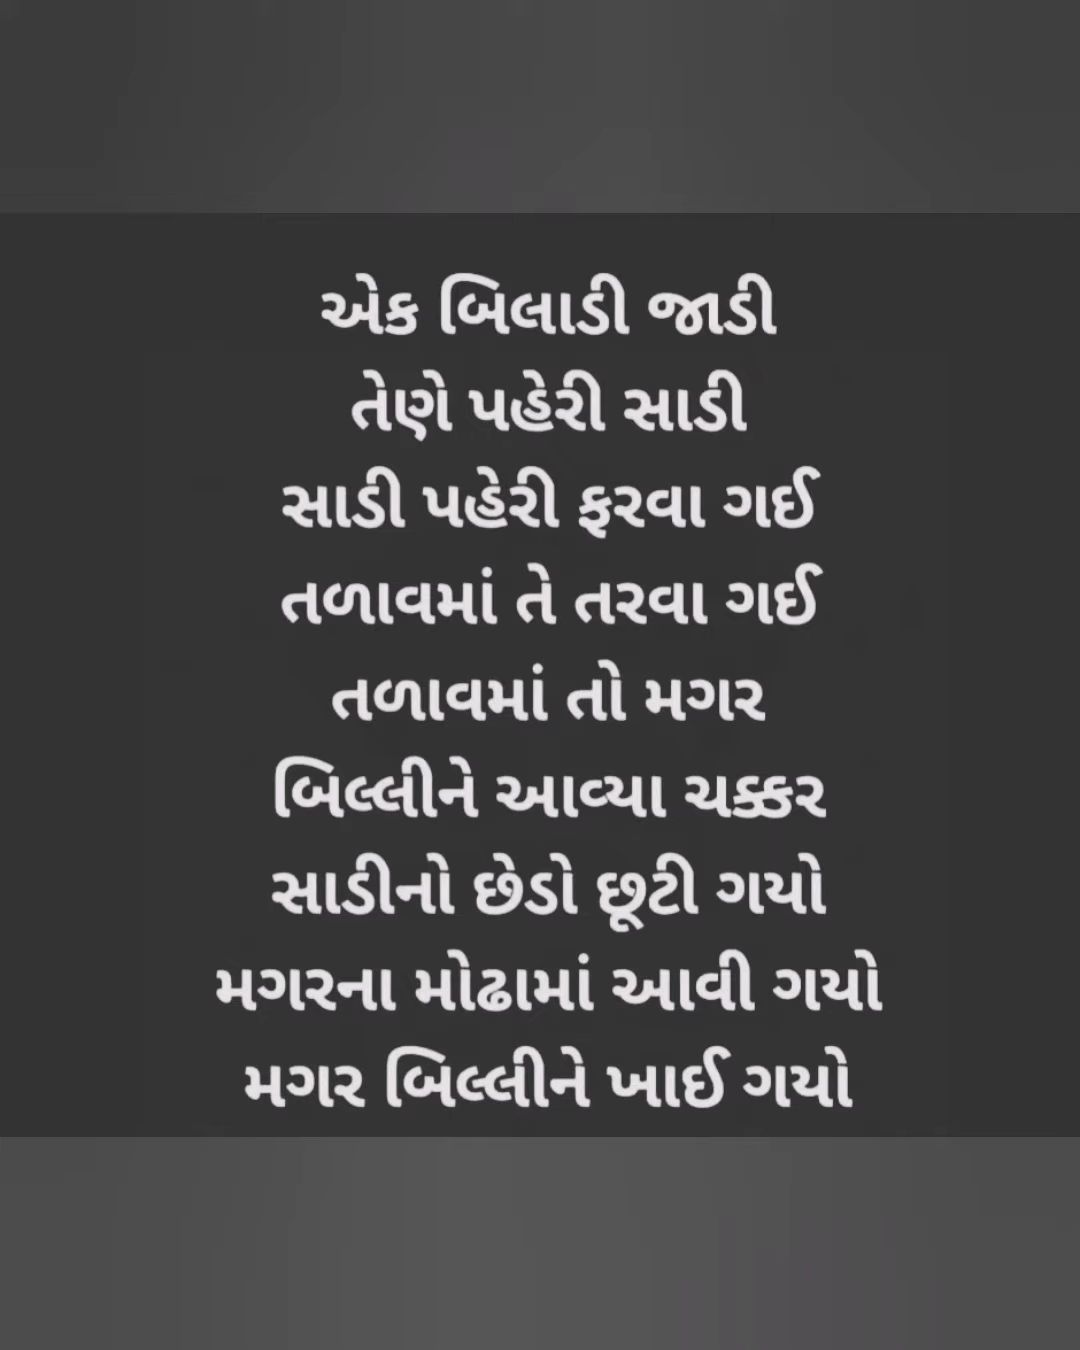 એક બિલાડી જાડી
તેણે પહેરી સાડી
સાડી પહેરી ફરવા ગઈ
તળાવમાં તે તરવા ગઈ
તળાવમાં તો મગર
બિલ્લીને આવ્યા ચક્કર
સાડીનો છેડો છૂટી ગયો
મગરના મોઢામાં આવી ગયો
મગર બિલ્લીને ખાઈ ગયો